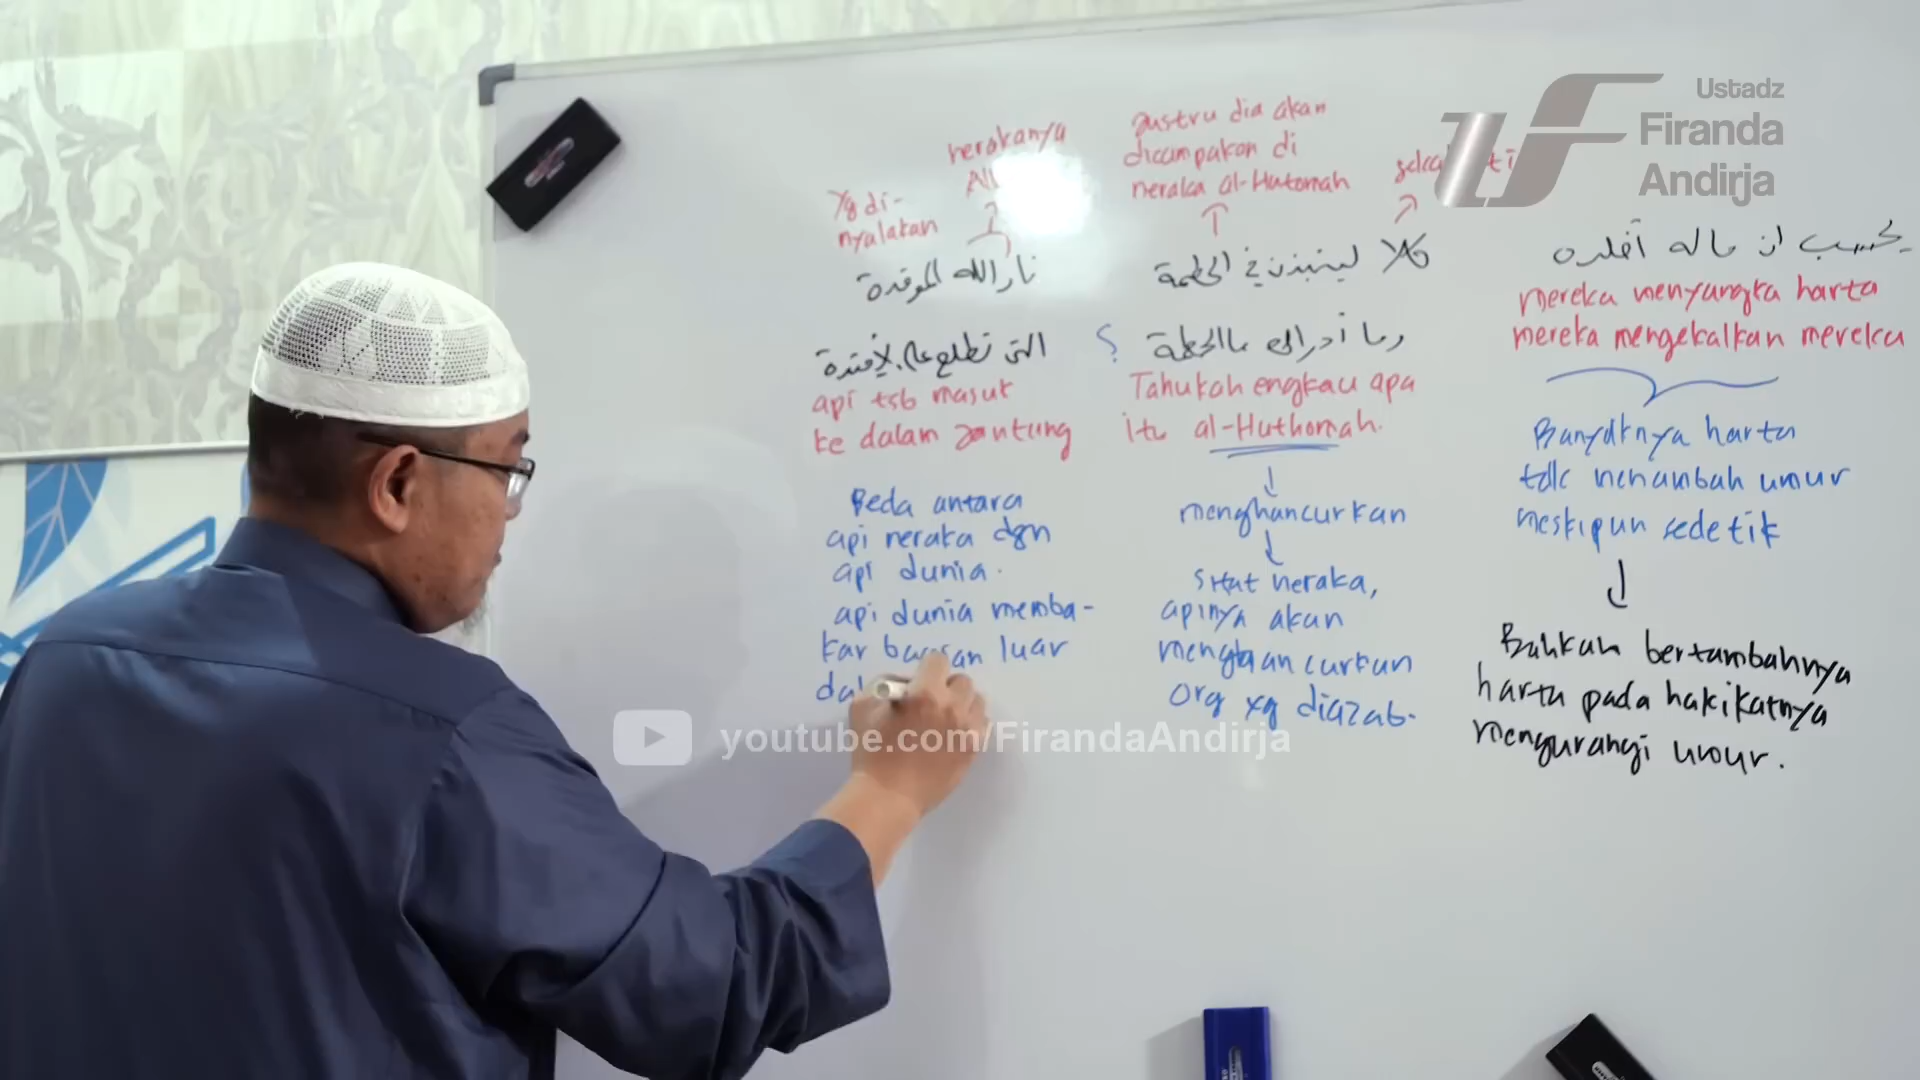 يحسب ان ماله أخلده
mereka menyangka harta
mereka mengekalkan mereka
Banyaknya harta
tdk menambah umur
meskipun sedetik
Bahkan bertambahnya
harta pada hakikatnya
mengurangi umur.
justru dia akan
dicampakan di
neraka al-Hutomah
كلا لينبذن في الحطمة
وما أدراك ما الحطمة ؟
Tahukah engkau apa
itu al-Huthomah.
menghancurkan
sifat neraka,
apinya akan
menghancurkan
org yg diazab.
nerakanya
Yg di-
nyalakan
نار الله الموقدة
التى تطلع على الأفئدة
api tsb masuk
ke dalam jantung
Beda antara
api neraka dgn
api dunia.
api dunia memba-
kar bagian luar
Ustadz
Firanda
Andirja
youtube.com/FirandaAndirja